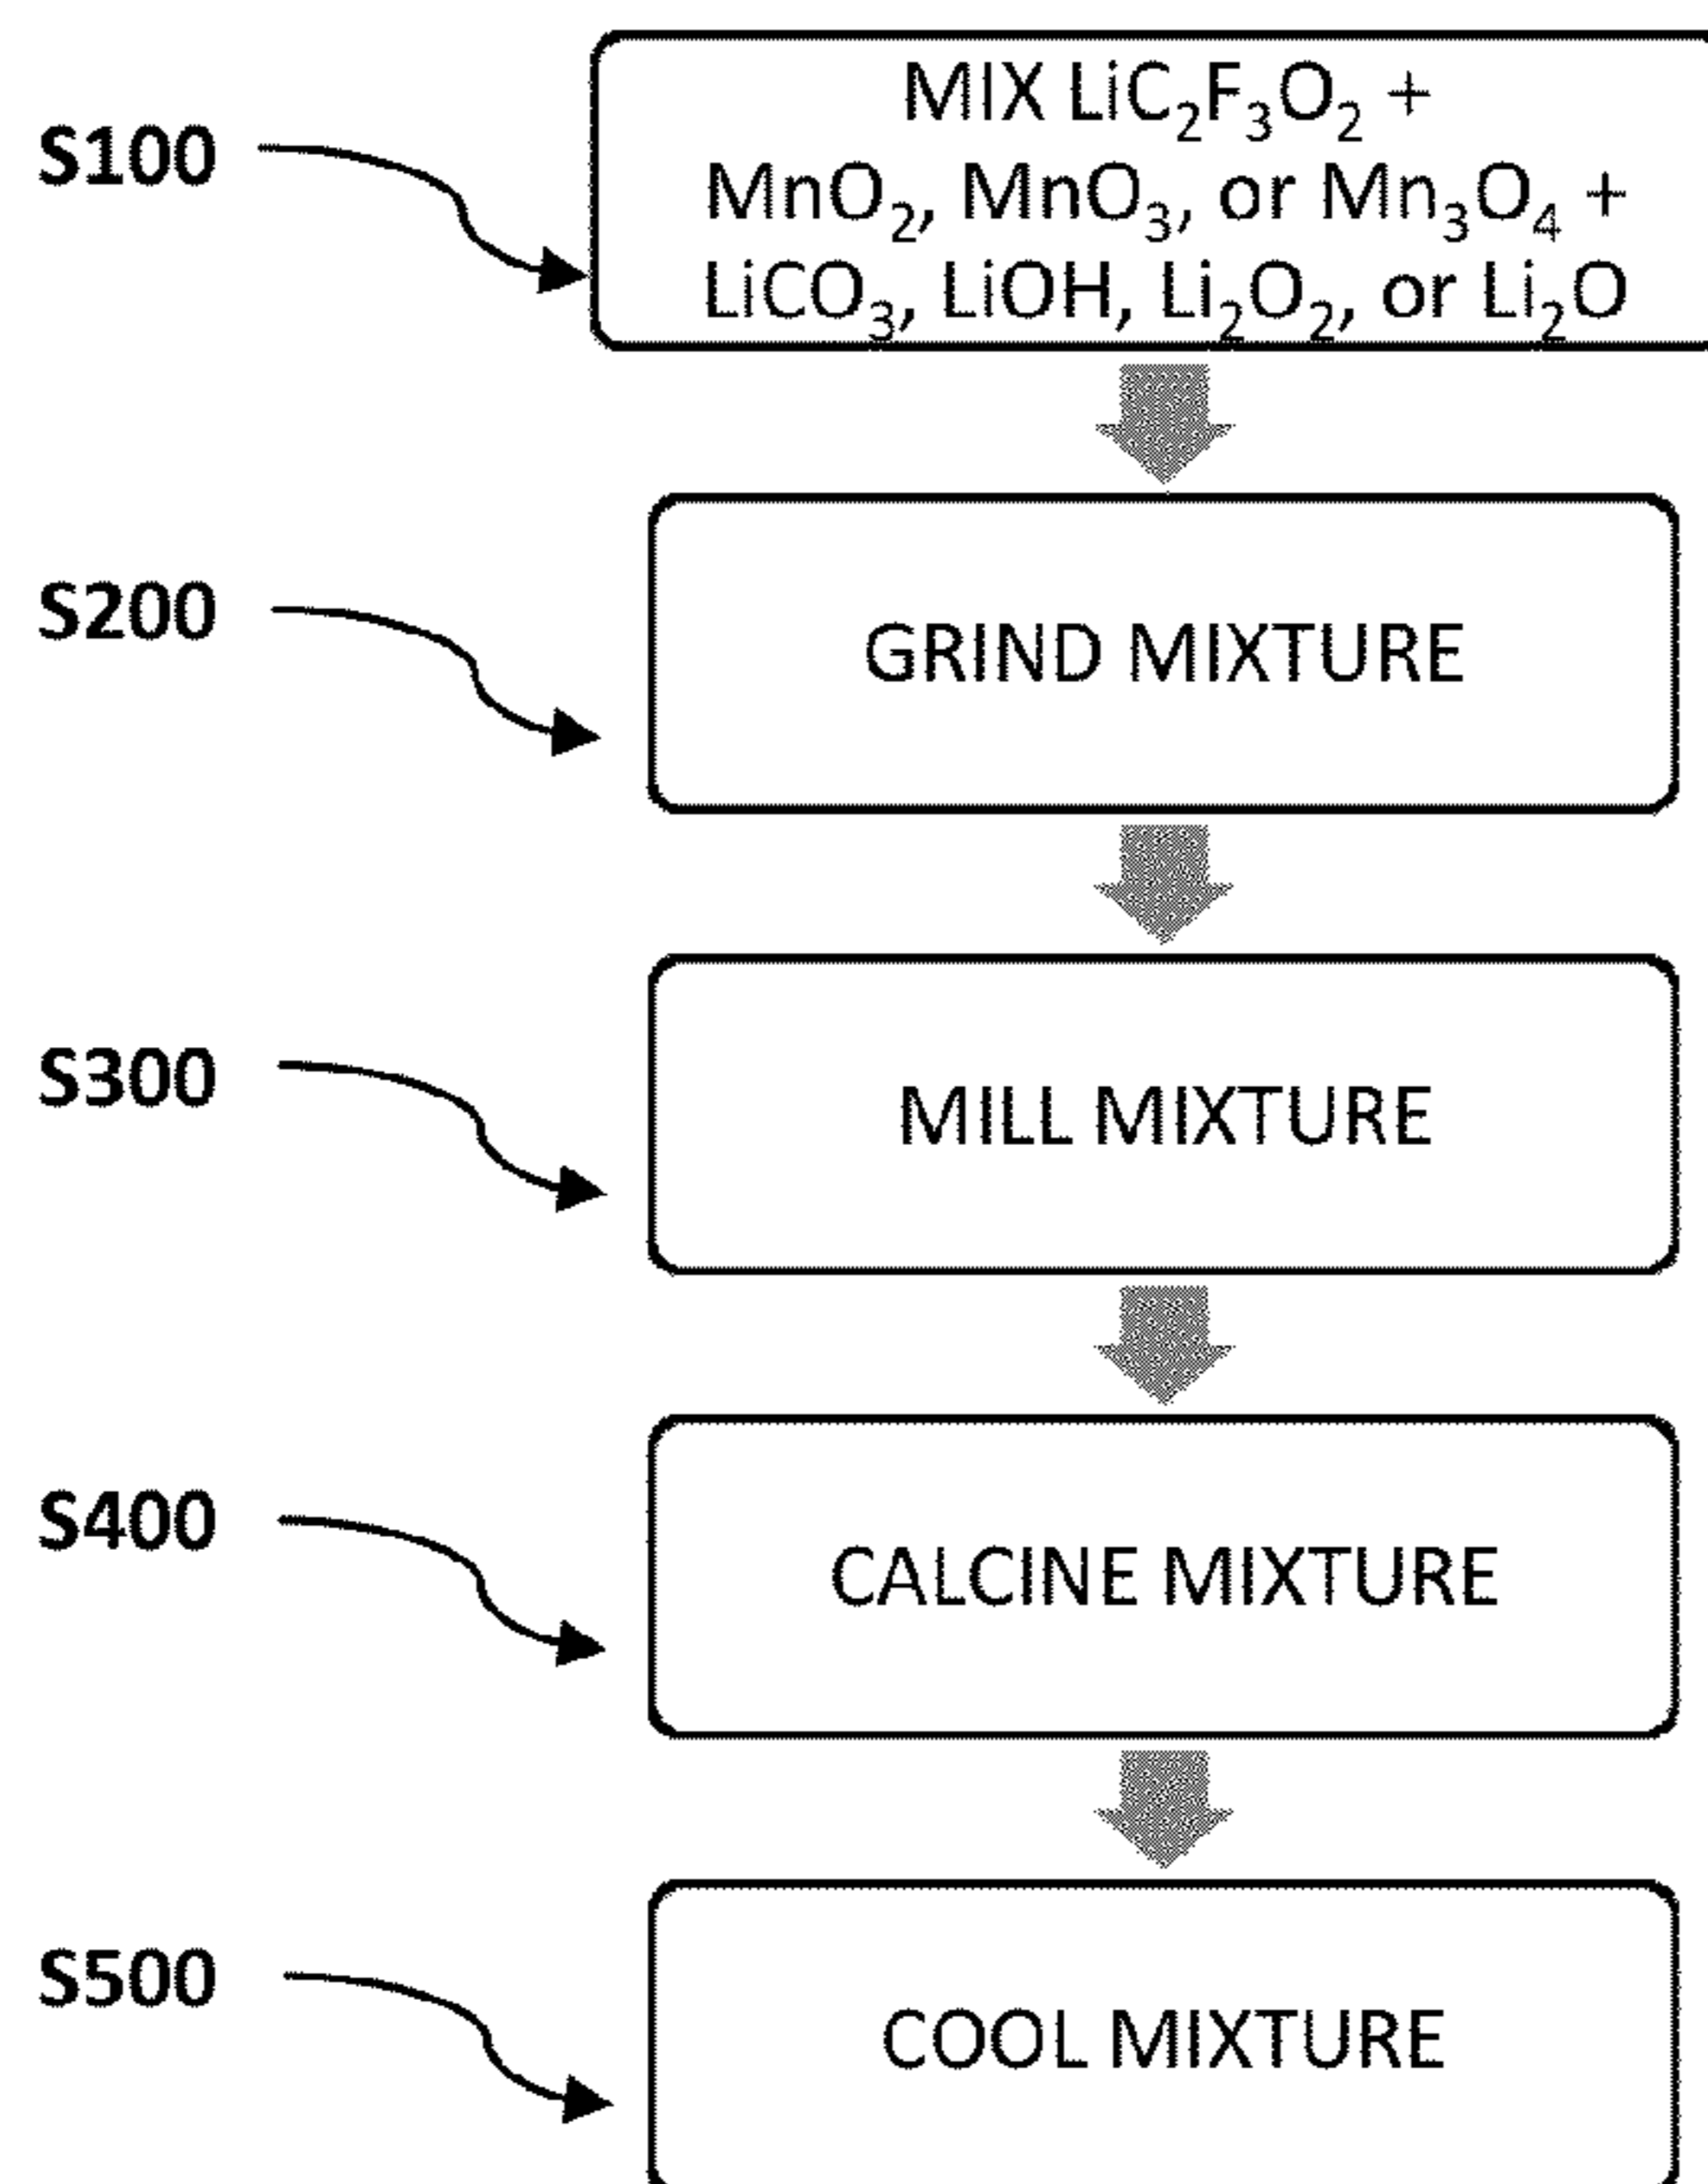 S100
MIX LiC₂F₃O₂ +
MnO₂, MnO₃, or Mn₃O₄ +
LiCO₃, LiOH, Li₂O₂, or Li₂O
S200
GRIND MIXTURE
S300
MILL MIXTURE
S400
CALCINE MIXTURE
S500
COOL MIXTURE